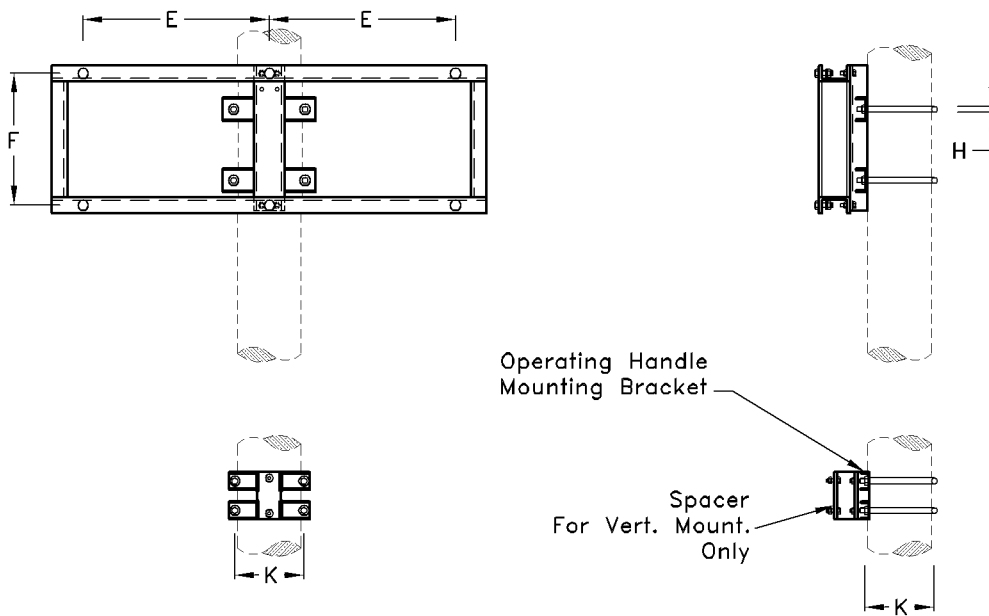 E E
F
H
Operating Handle
Mounting Bracket
Spacer
For Vert. Mount.
Only
K
K